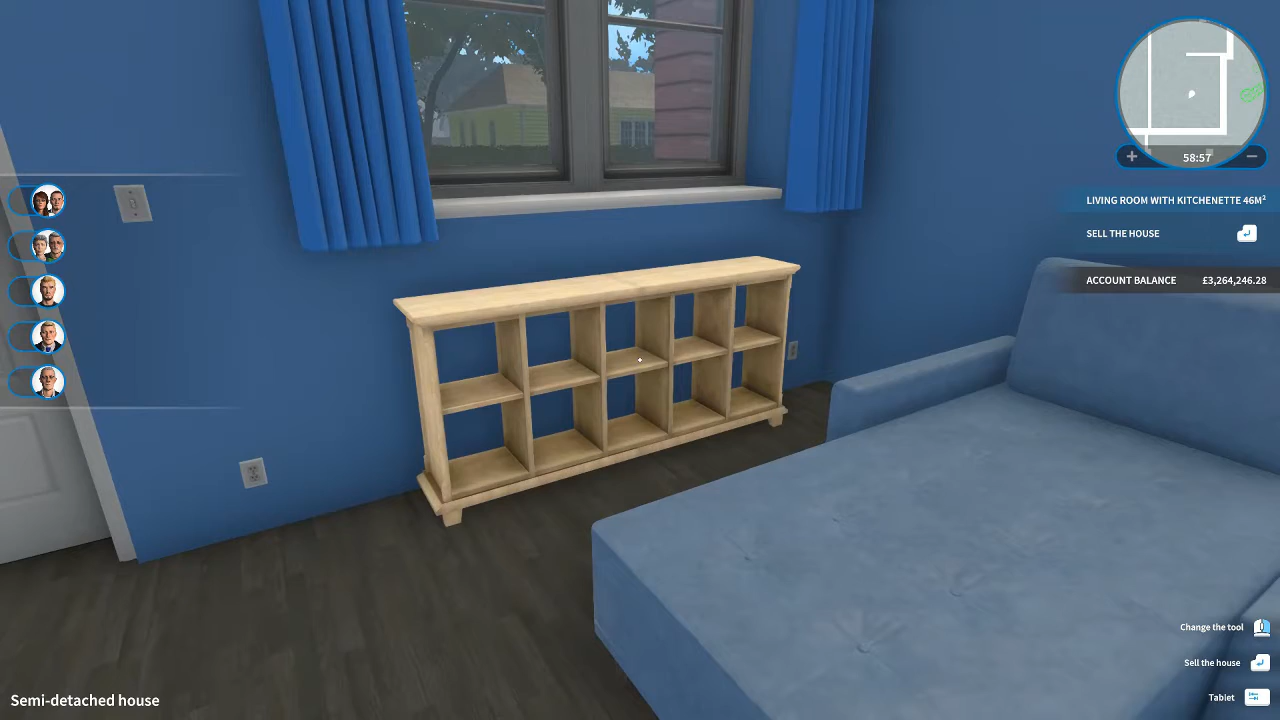 58:57
LIVING ROOM WITH KITCHENETTE 46M²
SELL THE HOUSE
ACCOUNT BALANCE £3,264,246.28
Change the tool
Sell the house
Tablet
Semi-detached house